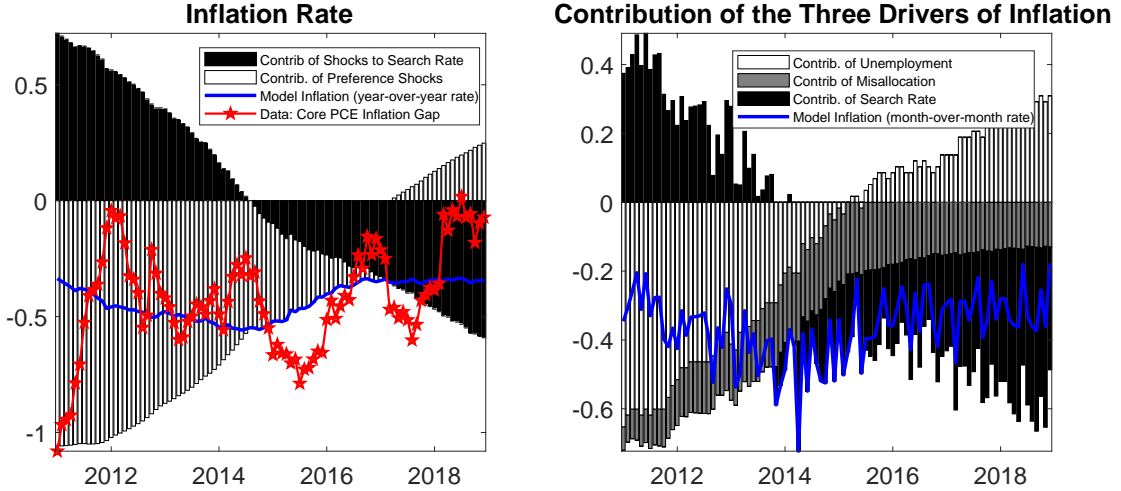 Inflation Rate
0.5
0
-0.5
-1
Contrib of Shocks to Search Rate
Contrib. of Preference Shocks
Model Inflation (year-over-year rate)
Data: Core PCE Inflation Gap
2012
2014
2016
2018
Contribution of the Three Drivers of Inflation
0.4
0.2
0
-0.2
-0.4
-0.6
Contrib. of Unemployment
Contrib of Misallocation
Contrib. of Search Rate
Model Inflation (month-over-month rate)
2012
2014
2016
2018